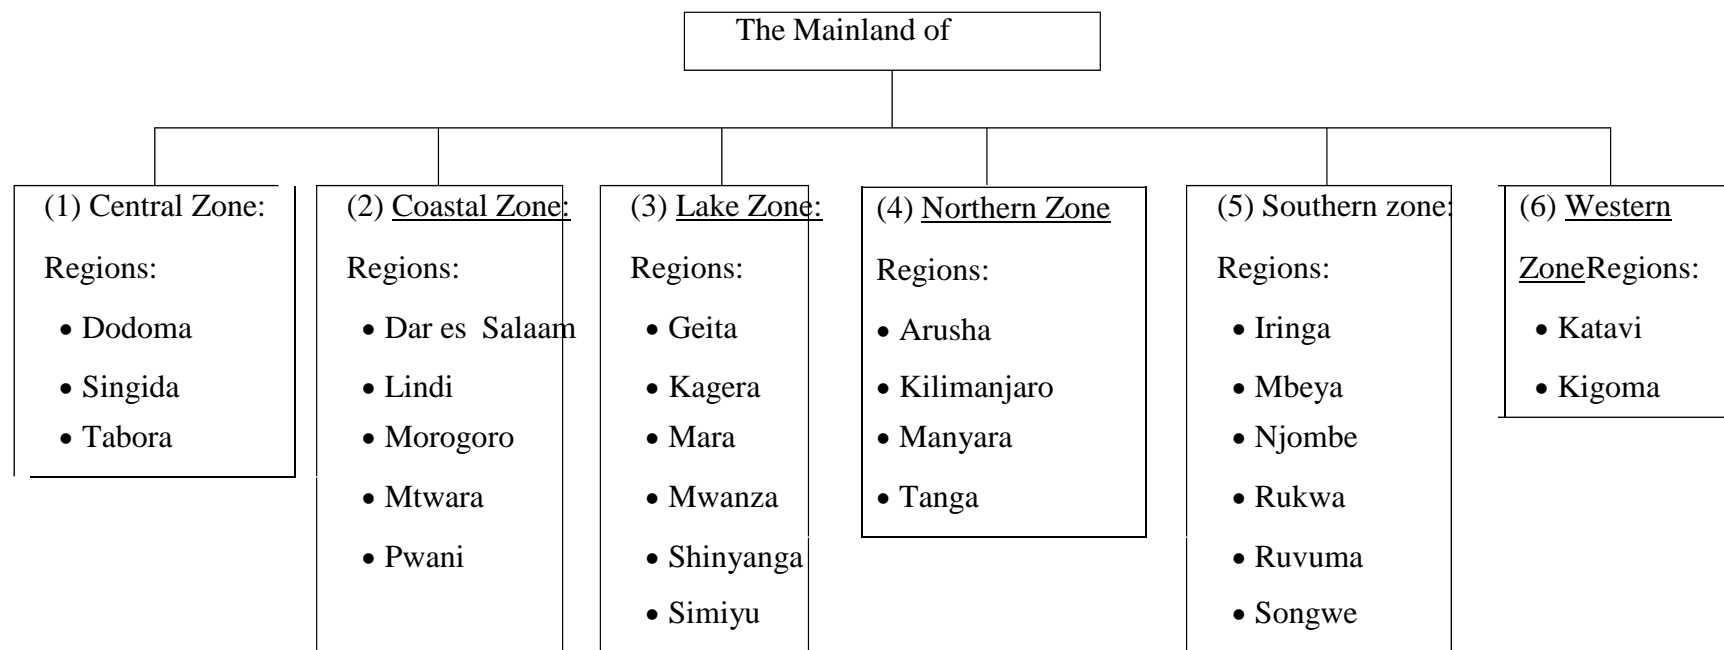 The Mainland of
(1) Central Zone:
Regions:
• Dodoma
• Singida
• Tabora
(2) Coastal Zone:
Regions:
• Dar es Salaam
• Lindi
• Morogoro
• Mtwara
• Pwani
(3) Lake Zone:
Regions:
• Geita
• Kagera
• Mara
• Mwanza
• Shinyanga
• Simiyu
(4) Northern Zone
Regions:
• Arusha
• Kilimanjaro
• Manyara
• Tanga
(5) Southern zone:
Regions:
• Iringa
• Mbeya
• Njombe
• Rukwa
• Ruvuma
• Songwe
(6) Western
ZoneRegions:
• Katavi
• Kigoma